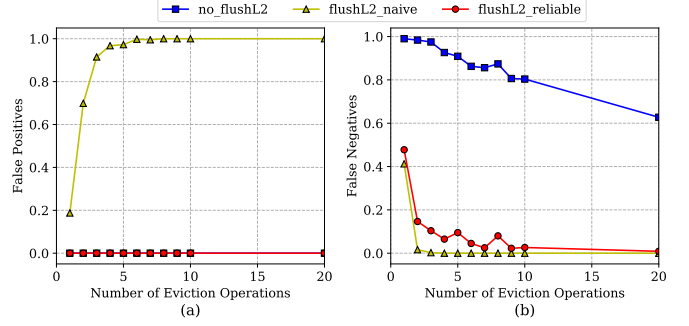 no_flushL2 flushL2_naive flushL2_reliable
False Positives
1.0
0.8
0.6
0.4
0.2
0.0
0 5 10 15 20
Number of Eviction Operations
(a)
False Negatives
1.0
0.8
0.6
0.4
0.2
0.0
0 5 10 15 20
Number of Eviction Operations
(b)